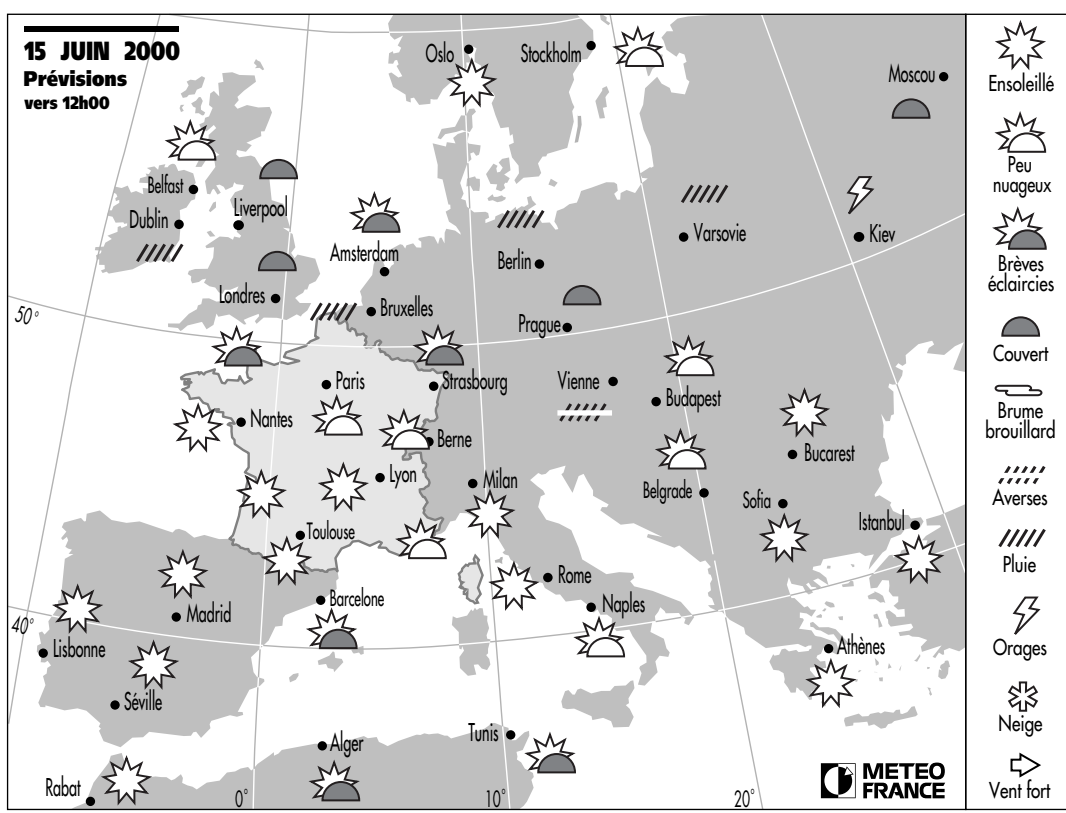 15 JUIN 2000
Prévisions
vers 12h00
Oslo
Stockholm
Moscou
Belfast
Dublin
Liverpool
Amsterdam
Berlin
Varsovie
Kiev
Londres
Bruxelles
Prague
50°
Paris
Strasbourg
Vienne
Budapest
Nantes
Berne
Bucarest
Lyon
Milan
Belgrade
Sofia
Istanbul
Toulouse
Rome
Naples
Barcelone
Madrid
40°
Lisbonne
Athènes
Séville
Alger
Tunis
Rabat
0°
10°
20°
METEO
FRANCE
Ensoleillé
Peu
nuageux
Brèves
éclaircies
Couvert
Brume
brouillard
Averses
Pluie
Orages
Neige
Vent fort